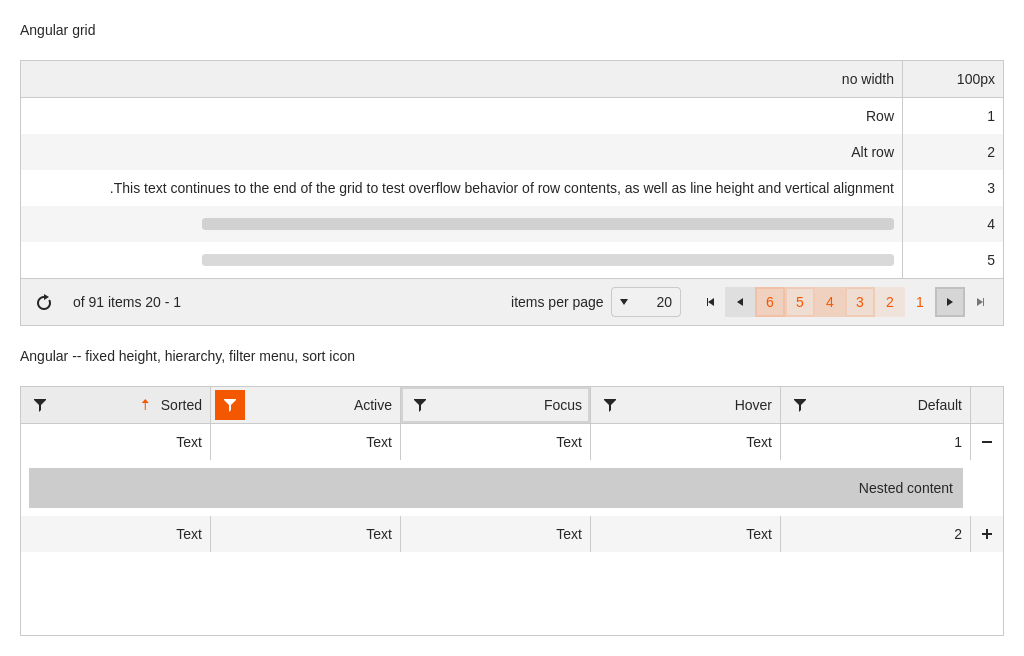 Angular grid
no width 100px
Row 1
Alt row 2
.This text continues to the end of the grid to test overflow behavior of row contents, as well as line height and vertical alignment 3
4
5
of 91 items 20 - 1 items per page 20 6 5 4 3 2 1
Angular -- fixed height, hierarchy, filter menu, sort icon
Sorted Active Focus Hover Default
Text Text Text Text 1
Nested content
Text Text Text Text 2